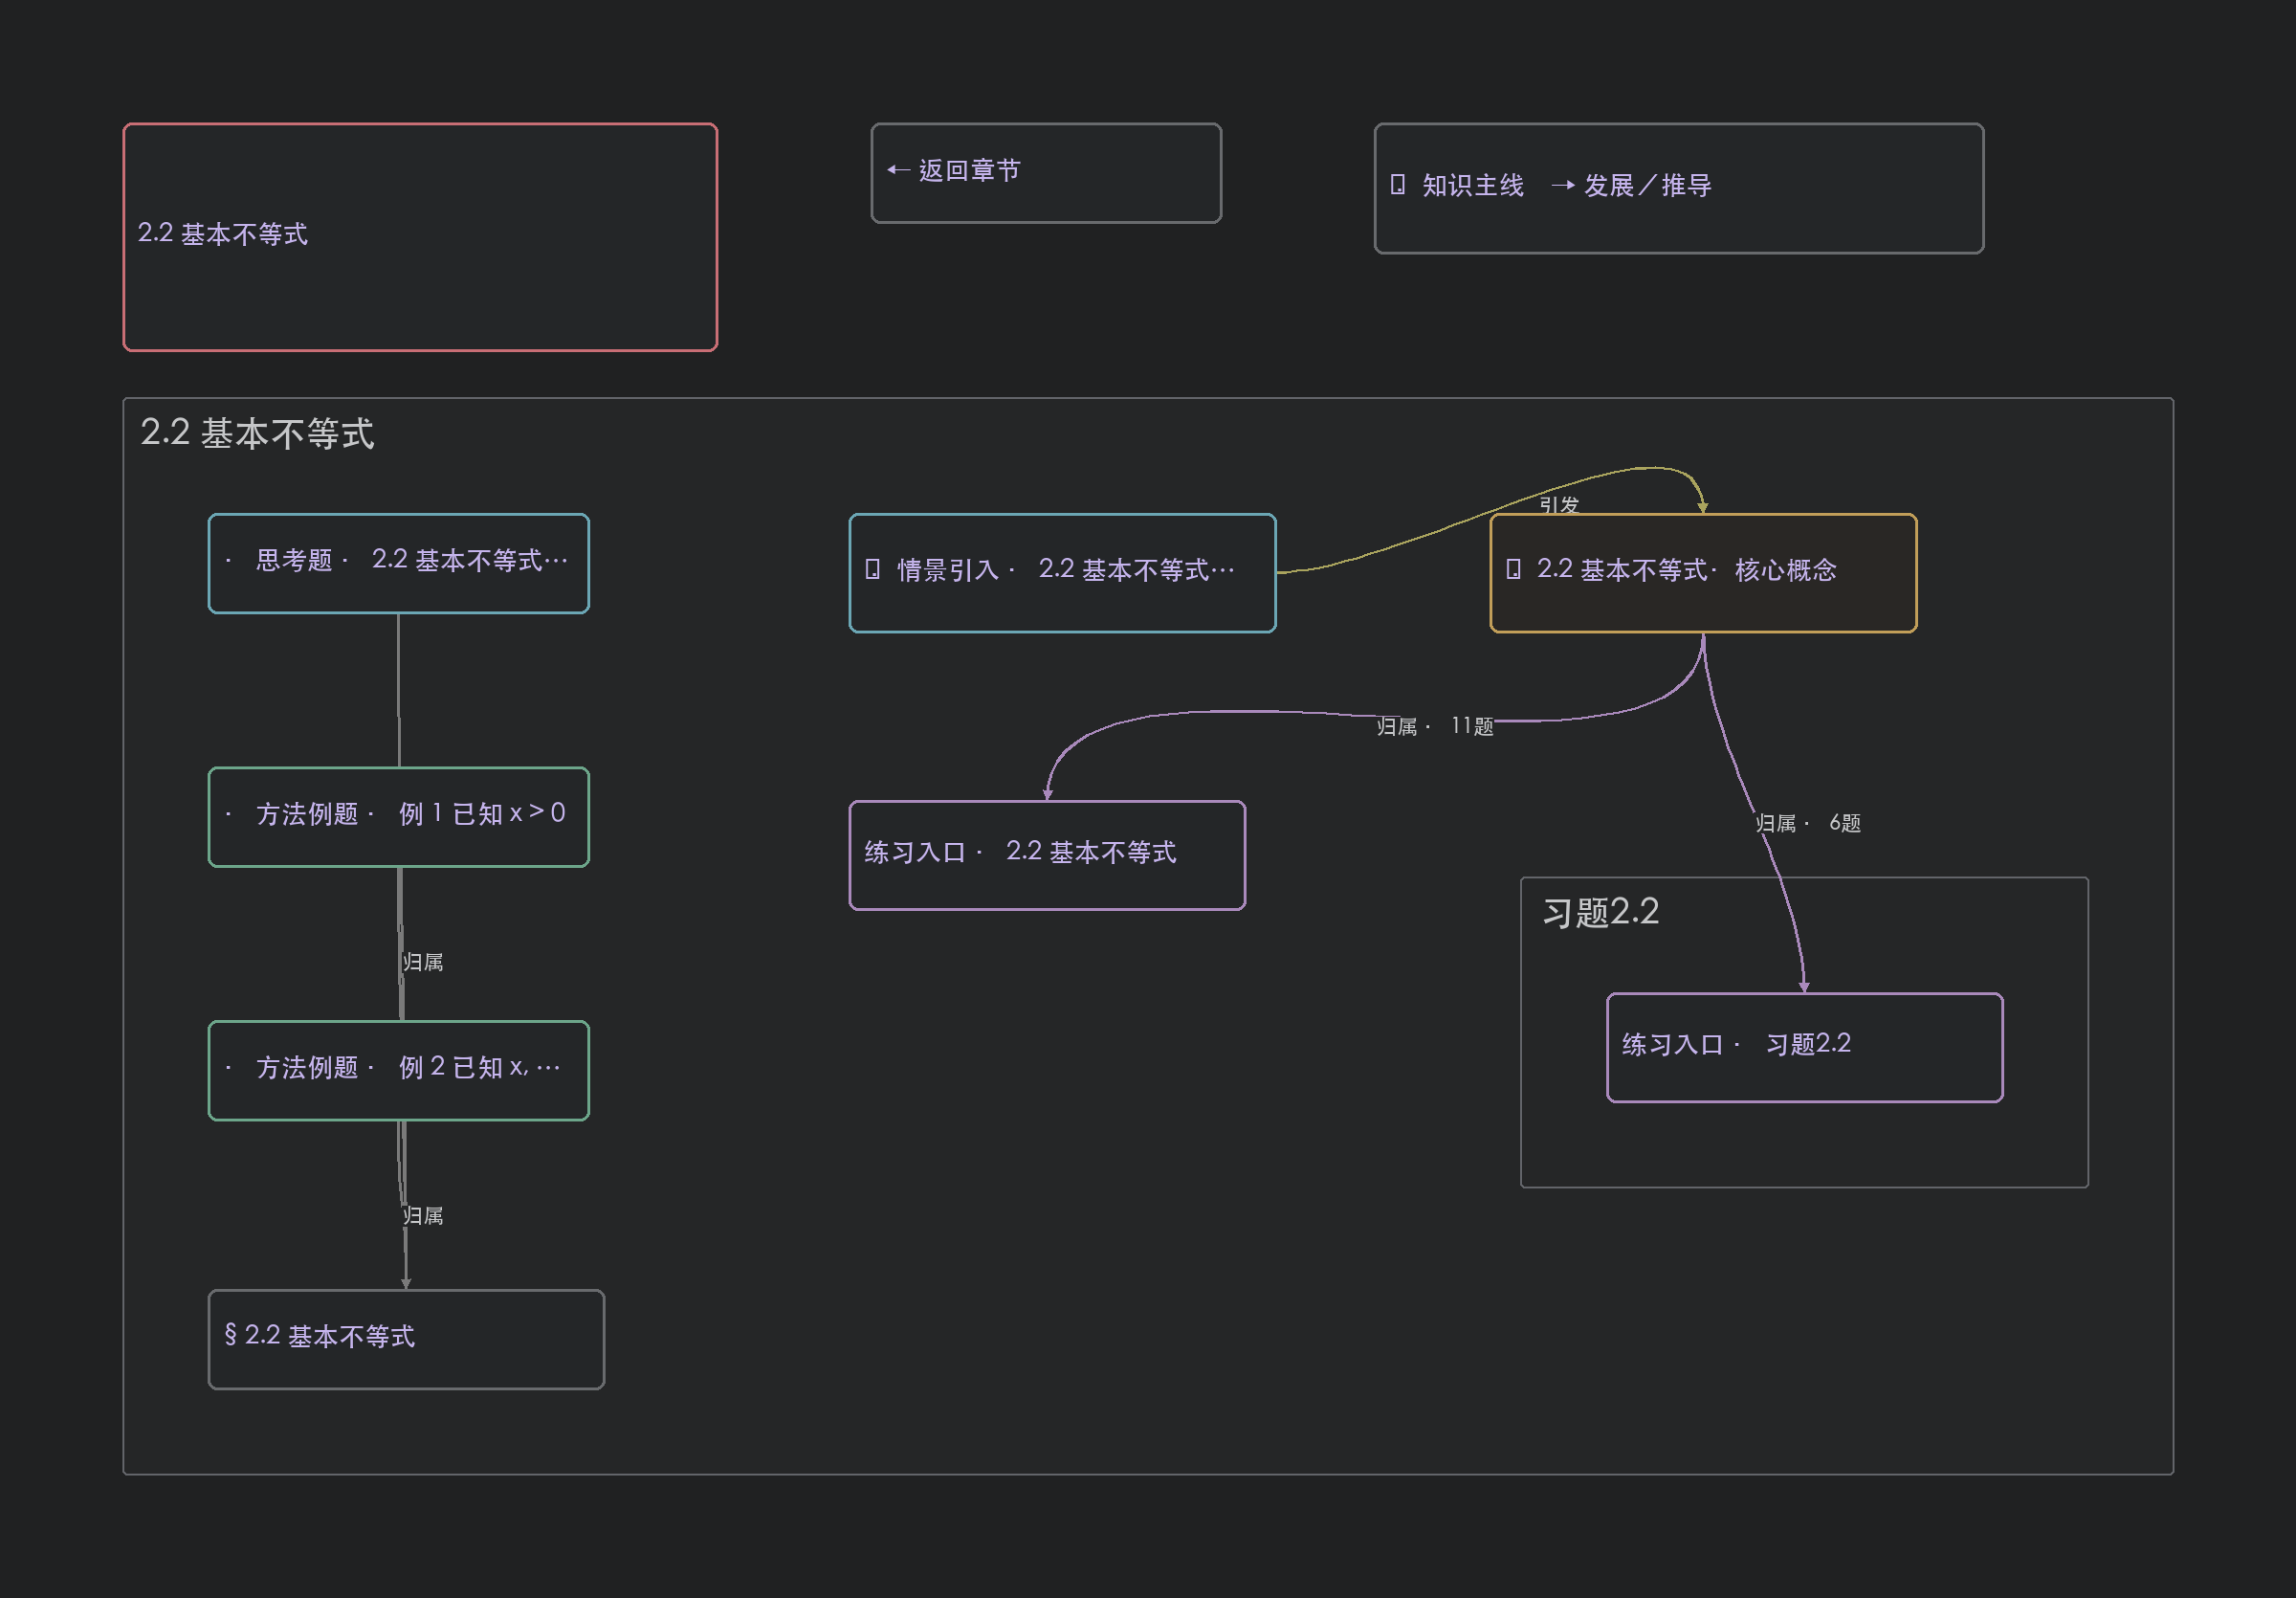 2.2 基本不等式
← 返回章节
知识主线 → 发展／推导
2.2 基本不等式
引发
· 思考题 · 2.2 基本不等式…
情景引入 · 2.2 基本不等式…
2.2 基本不等式 · 核心概念
归属 · 11题
· 方法例题 · 例 1 已知 x > 0
练习入口 · 2.2 基本不等式
归属 · 6题
习题2.2
归属
· 方法例题 · 例 2 已知 x, …
练习入口 · 习题2.2
归属
§ 2.2 基本不等式